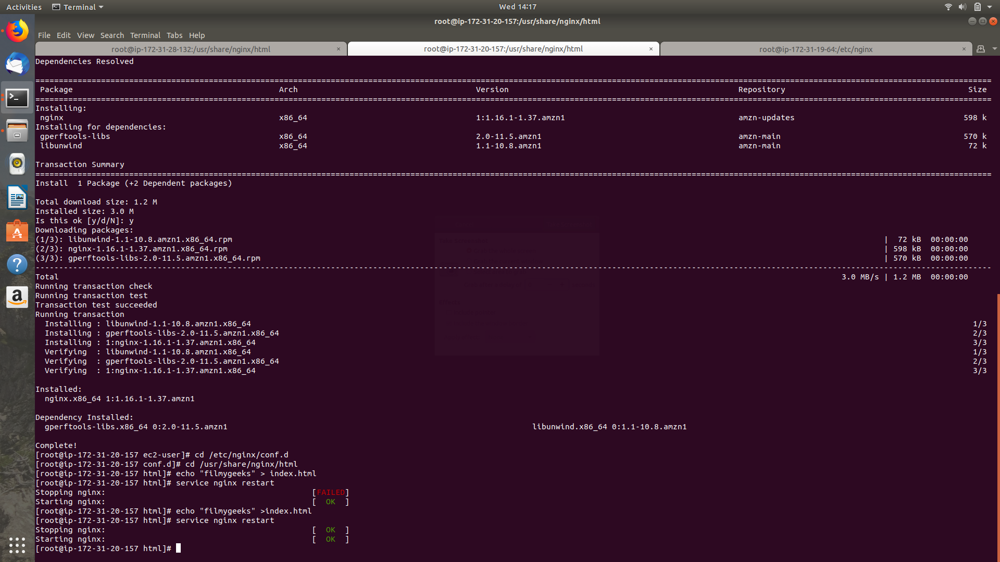 Activities Terminal Wed 14:17
root@ip-172-31-20-157:/usr/share/nginx/html
File Edit View Search Terminal Tabs Help
root@ip-172-31-28-132:/usr/share/nginx/html × root@ip-172-31-20-157:/usr/share/nginx/html × root@ip-172-31-19-64:/etc/nginx ×
Dependencies Resolved
================================================================================
Package Arch Version Repository Size
================================================================================
Installing:
nginx x86_64 1:1.16.1-1.37.amzn1 amzn-updates 598 k
Installing for dependencies:
gperftools-libs x86_64 2.0-11.5.amzn1 amzn-main 570 k
libunwind x86_64 1.1-10.8.amzn1 amzn-main 72 k
Transaction Summary
================================================================================
Install 1 Package (+2 Dependent packages)
Total download size: 1.2 M
Installed size: 3.0 M
Is this ok [y/d/N]: y
Downloading packages:
(1/3): libunwind-1.1-10.8.amzn1.x86_64.rpm | 72 kB 00:00:00
(2/3): nginx-1.16.1-1.37.amzn1.x86_64.rpm | 598 kB 00:00:00
(3/3): gperftools-libs-2.0-11.5.amzn1.x86_64.rpm | 570 kB 00:00:00
--------------------------------------------------------------------------------
Total 3.0 MB/s | 1.2 MB 00:00:00
Running transaction check
Running transaction test
Transaction test succeeded
Running transaction
Installing : libunwind-1.1-10.8.amzn1.x86_64 1/3
Installing : gperftools-libs-2.0-11.5.amzn1.x86_64 2/3
Installing : 1:nginx-1.16.1-1.37.amzn1.x86_64 3/3
Verifying : libunwind-1.1-10.8.amzn1.x86_64 1/3
Verifying : gperftools-libs-2.0-11.5.amzn1.x86_64 2/3
Verifying : 1:nginx-1.16.1-1.37.amzn1.x86_64 3/3
Installed:
nginx.x86_64 1:1.16.1-1.37.amzn1
Dependency Installed:
gperftools-libs.x86_64 0:2.0-11.5.amzn1 libunwind.x86_64 0:1.1-10.8.amzn1
Complete!
[root@ip-172-31-20-157 ec2-user]# cd /etc/nginx/conf.d
[root@ip-172-31-20-157 conf.d]# cd /usr/share/nginx/html
[root@ip-172-31-20-157 html]# echo "filmygeeks" > index.html
[root@ip-172-31-20-157 html]# service nginx restart
Stopping nginx: [FAILED]
Starting nginx: [ OK ]
[root@ip-172-31-20-157 html]# echo "filmygeeks" >index.html
[root@ip-172-31-20-157 html]# service nginx restart
Stopping nginx: [ OK ]
Starting nginx: [ OK ]
[root@ip-172-31-20-157 html]#